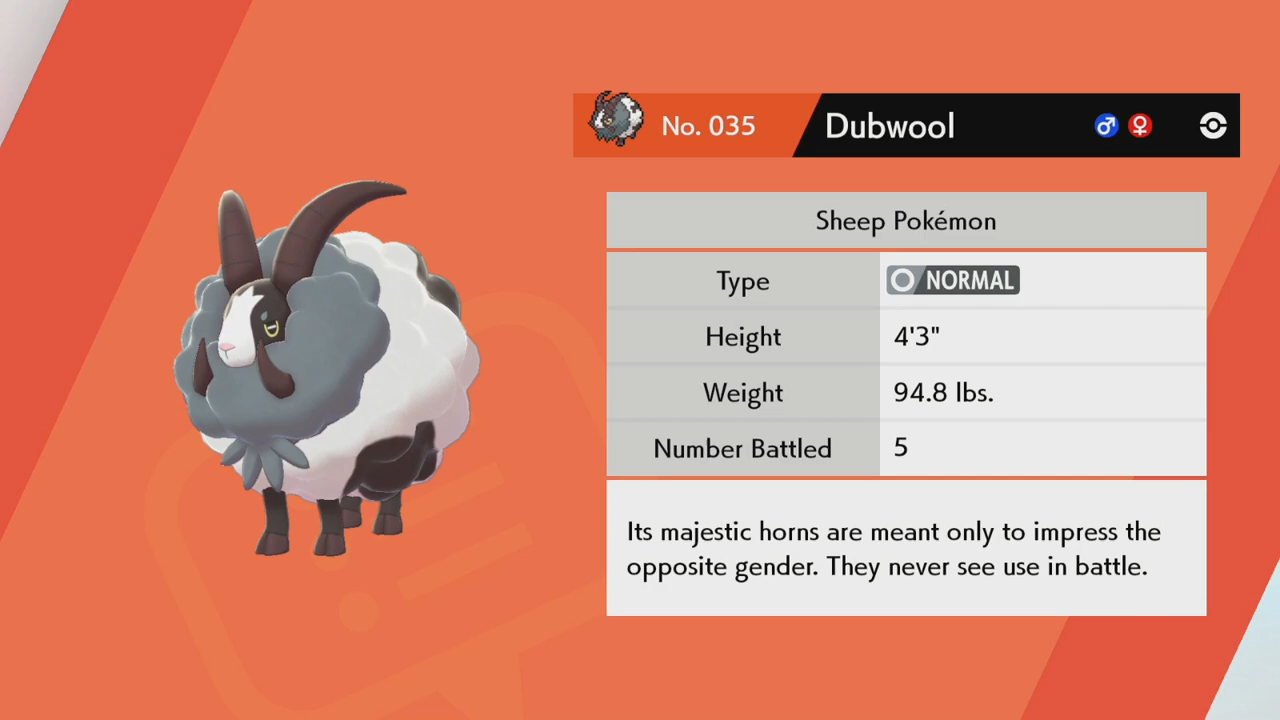 No. 035 Dubwool
Sheep Pokémon
Type NORMAL
Height 4'3"
Weight 94.8 lbs.
Number Battled 5
Its majestic horns are meant only to impress the
opposite gender. They never see use in battle.